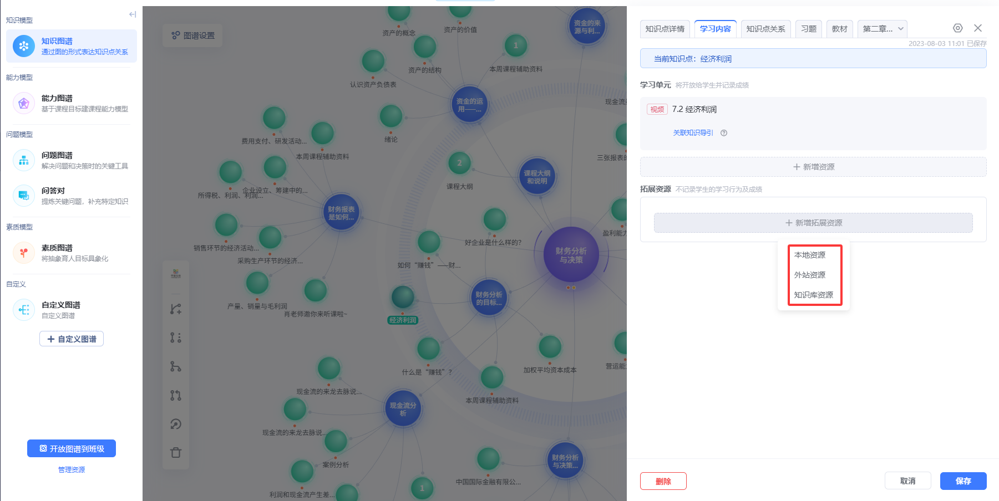 知识模型
知识图谱
通过图的形式表达知识点关系
能力模型
能力图谱
基于课程目标建课程能力模型
问题模型
问题图谱
解决问题和决策时的关键工具
问答对
提炼关键问题，补充特定知识
素质模型
素质图谱
将抽象育人目标具象化
自定义
自定义图谱
自定义图谱
自定义图谱
开放图谱到班级
管理资源
图谱设置
资产的概念
资产的价值
资金的来
源与利...
资产的结构
1
本周课程辅助资料
认识资产负债表
资金的运
用——...
现金流
费用支付、研发活动...
本周课程辅助资料
绪论
三张报表的
2
课程大纲
课程大纲
和说明
企业设立、筹建中的...
所得税、利润、利润...
财务报表
是如何...
销售环节的经济活动...
采购生产环节的经济...
好企业是什么样的？
盈利能力
如何“赚钱”——财...
财务分析
与决策
产量、销量与毛利润
肖老师邀你来听课啦~
财务分析
的目标...
经济利润
什么是“赚钱”？
加权平均资本成本
营运能
本周课程辅助资料
现金流的来龙去脉说...
现金流分
析
现金流的来龙去脉说...
案例分析
财务分析
与决策...
中国国际金融有限公...
利润和现金流产生差...
1
知识点详情
学习内容
知识点关系
习题
教材
第二章...
2023-08-03 11:01 已保存
当前知识点：经济利润
学习单元 将开放给学生并记录成绩
视频 7.2 经济利润
关联知识导引
新增资源
拓展资源 不记录学生的学习行为及成绩
新增拓展资源
本地资源
外站资源
知识库资源
删除
取消
保存